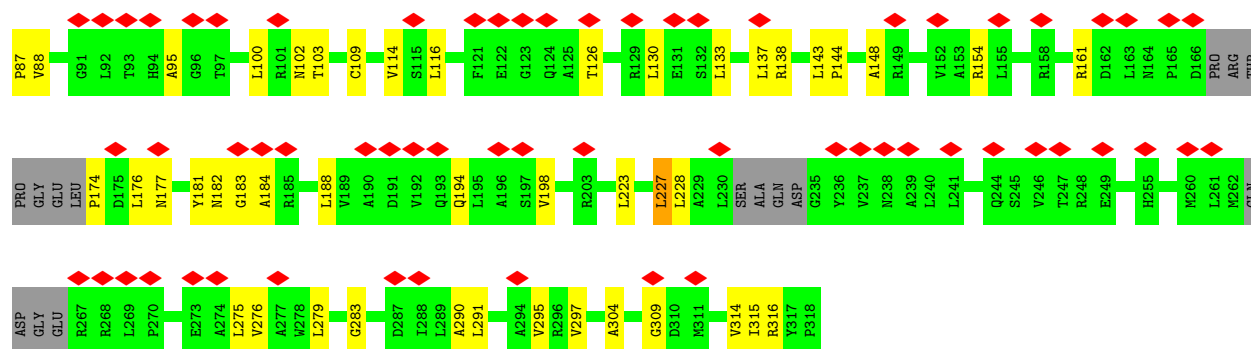 P87 V88 G91 L92 T93 H94 A95 G96 T97 L100 R101 N102 T103 C109 V114 S115 L116 F121 E122 G123 Q124 A125 T126 R129 L130 E131 S132 L133 L137 R138 L143 P144 A148 R149 V152 A153 R154 L155 R158 R161 D162 L163 N164 P165 D166 PRO ARG
PRO GLY GLU LEU P174 D175 L176 N177 Y181 N182 G183 A184 R185 L188 V189 A190 D191 V192 Q193 Q194 L195 A196 S197 V198 R203 L223 L227 L228 A229 L230 SER ALA GLN ASP G235 Y236 V237 N238 A239 L240 L241 Q244 S245 V246 T247 R248 E249 H255 M260 L261 M262
ASP GLY GLU R267 R268 L269 P270 E273 A274 L275 V276 A277 W278 L279 G283 D287 I288 L289 A290 L291 A294 V295 R296 V297 A304 G309 D310 M311 V314 I315 R316 Y317 P318